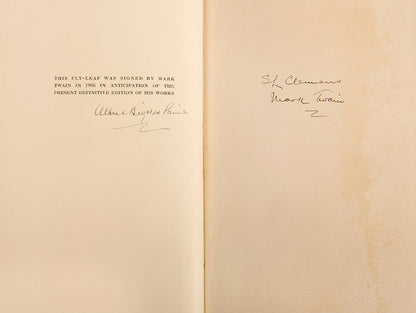 THIS FLY-LEAF WAS SIGNED BY MARK
TWAIN IN 1906 IN ANTICIPATION OF THE
PRESENT DEFINITIVE EDITION OF HIS WORKS
Albert Bigelow Paine
SL Clemens
Mark Twain